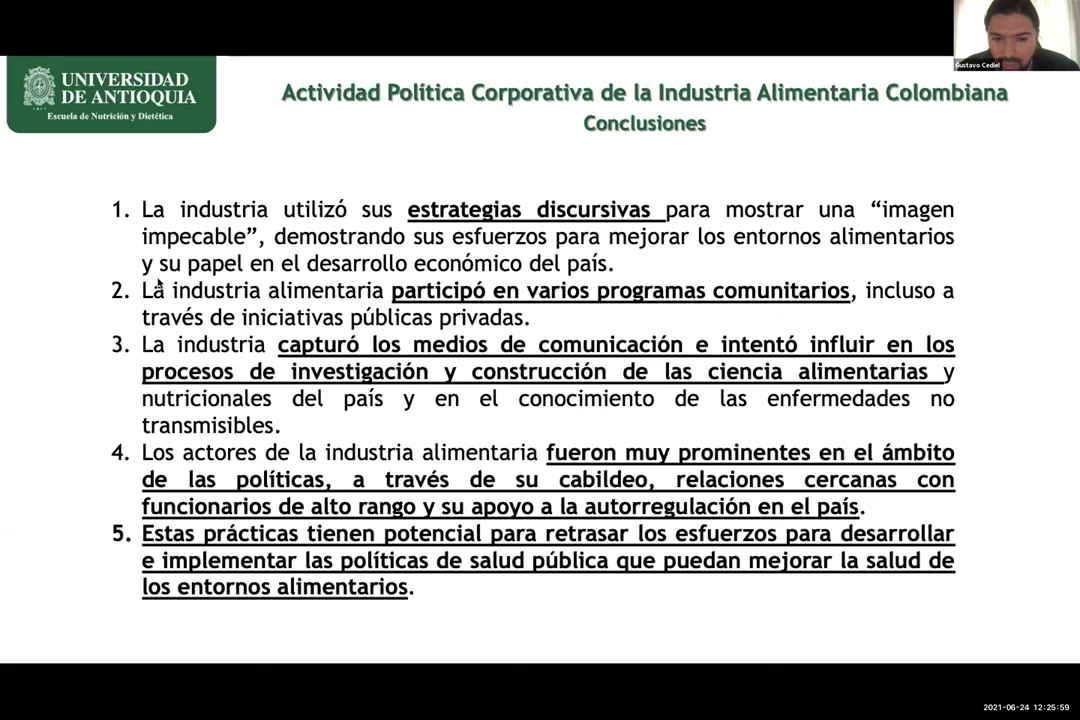 Gustavo Cediel
UNIVERSIDAD
DE ANTIOQUIA
Escuela de Nutrición y Dietética
Actividad Política Corporativa de la Industria Alimentaria Colombiana
Conclusiones
1. La industria utilizó sus estrategias discursivas para mostrar una “imagen
impecable”, demostrando sus esfuerzos para mejorar los entornos alimentarios
y su papel en el desarrollo económico del país.
2. La industria alimentaria participó en varios programas comunitarios, incluso a
través de iniciativas públicas privadas.
3. La industria capturó los medios de comunicación e intentó influir en los
procesos de investigación y construcción de las ciencia alimentarias y
nutricionales del país y en el conocimiento de las enfermedades no
transmisibles.
4. Los actores de la industria alimentaria fueron muy prominentes en el ámbito
de las políticas, a través de su cabildeo, relaciones cercanas con
funcionarios de alto rango y su apoyo a la autorregulación en el país.
5. Estas prácticas tienen potencial para retrasar los esfuerzos para desarrollar
e implementar las políticas de salud pública que puedan mejorar la salud de
los entornos alimentarios.
2021-06-24 12:25:59